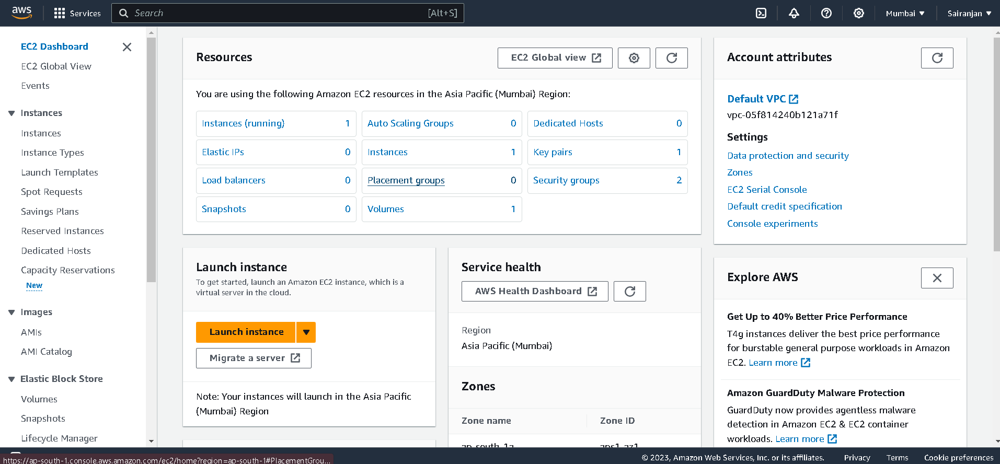 aws
Services
Search
[Alt+S]
Mumbai
Sairanjan
EC2 Dashboard
EC2 Global View
Events
Instances
Instances
Instance Types
Launch Templates
Spot Requests
Savings Plans
Reserved Instances
Dedicated Hosts
Capacity Reservations
New
Images
AMIs
AMI Catalog
Elastic Block Store
Volumes
Snapshots
Lifecycle Manager
Resources
EC2 Global view
You are using the following Amazon EC2 resources in the Asia Pacific (Mumbai) Region:
Instances (running) 1
Auto Scaling Groups 0
Dedicated Hosts 0
Elastic IPs 0
Instances 1
Key pairs 1
Load balancers 0
Placement groups 0
Security groups 2
Snapshots 0
Volumes 1
Launch instance
To get started, launch an Amazon EC2 instance, which is a
virtual server in the cloud.
Launch instance
Migrate a server
Note: Your instances will launch in the Asia Pacific
(Mumbai) Region
Service health
AWS Health Dashboard
Region
Asia Pacific (Mumbai)
Zones
Zone name Zone ID
ap-south-1a aps1-az1
Account attributes
Default VPC
vpc-05f814240b121a71f
Settings
Data protection and security
Zones
EC2 Serial Console
Default credit specification
Console experiments
Explore AWS
Get Up to 40% Better Price Performance
T4g instances deliver the best price performance
for burstable general purpose workloads in Amazon
EC2. Learn more
Amazon GuardDuty Malware Protection
GuardDuty now provides agentless malware
detection in Amazon EC2 & EC2 container
workloads. Learn more
https://ap-south-1.console.aws.amazon.com/ec2/home?region=ap-south-1#PlacementGrou...
© 2023, Amazon Web Services, Inc. or its affiliates.
Privacy
Terms
Cookie preferences